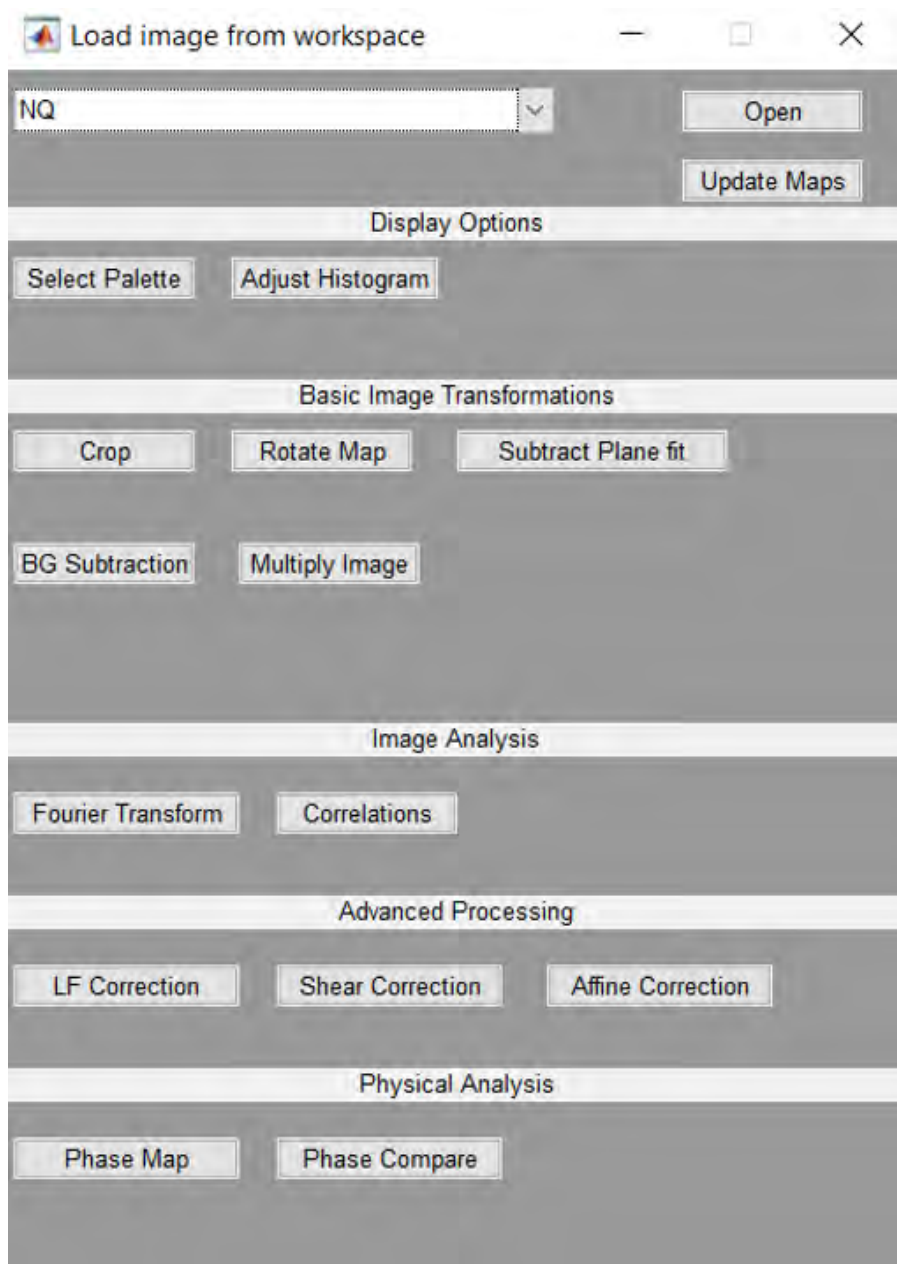 Load image from workspace
NQ
Open
Update Maps
Display Options
Select Palette Adjust Histogram
Basic Image Transformations
Crop Rotate Map Subtract Plane fit
BG Subtraction Multiply Image
Image Analysis
Fourier Transform Correlations
Advanced Processing
LF Correction Shear Correction Affine Correction
Physical Analysis
Phase Map Phase Compare